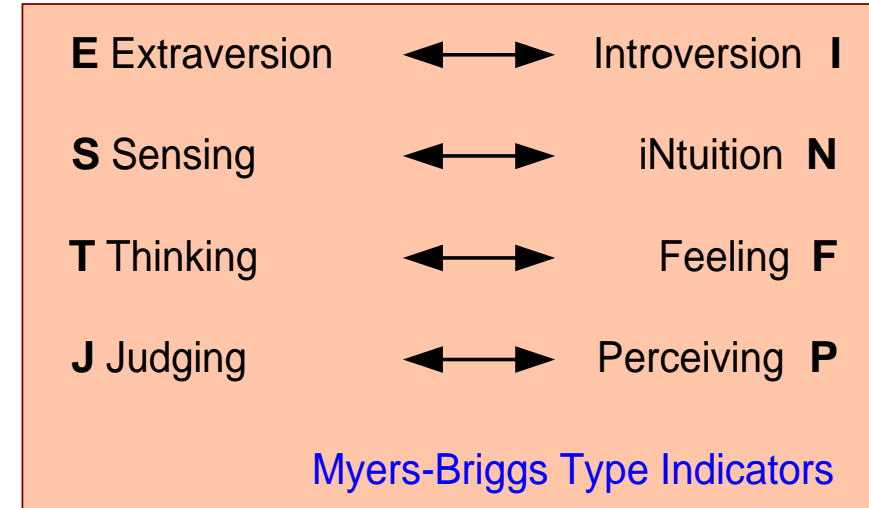 E Extraversion Introversion I
S Sensing iNtuition N
T Thinking Feeling F
J Judging Perceiving P
Myers-Briggs Type Indicators